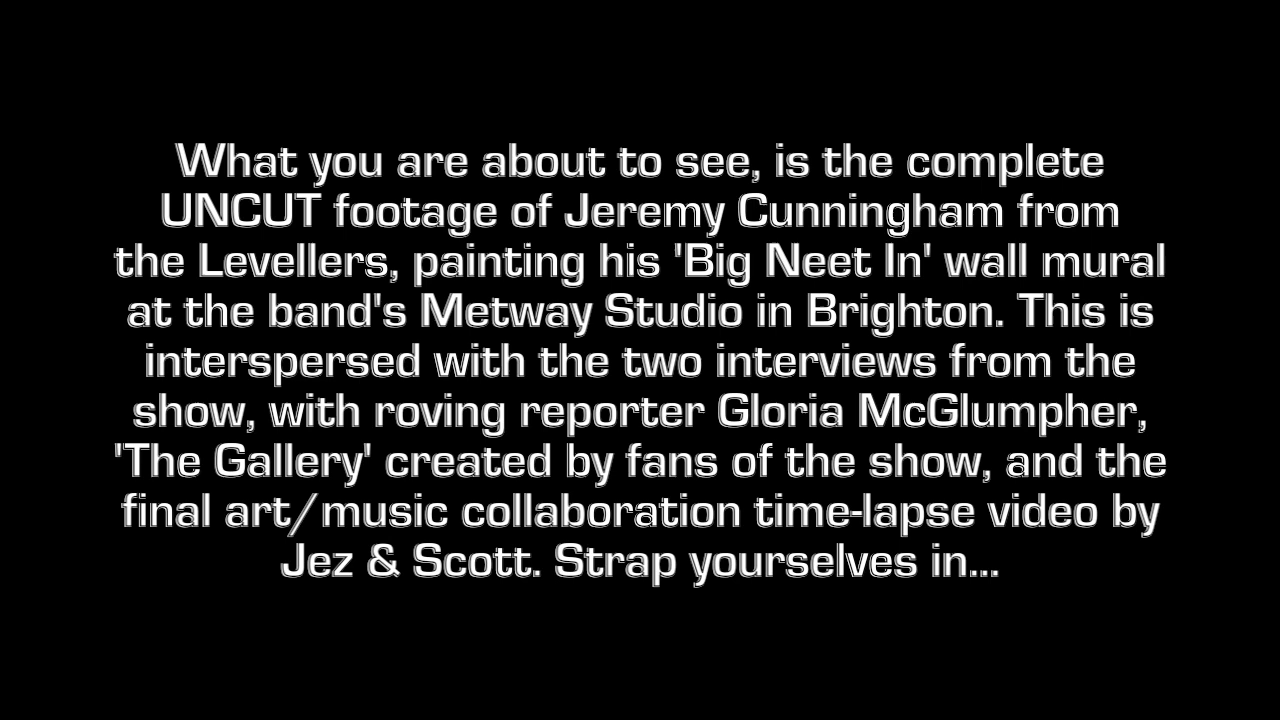 What you are about to see, is the complete
UNCUT footage of Jeremy Cunningham from
the Levellers, painting his 'Big Neet In' wall mural
at the band's Metway Studio in Brighton. This is
interspersed with the two interviews from the
show, with roving reporter Gloria McGlumpher,
'The Gallery' created by fans of the show, and the
final art/music collaboration time-lapse video by
Jez & Scott. Strap yourselves in...